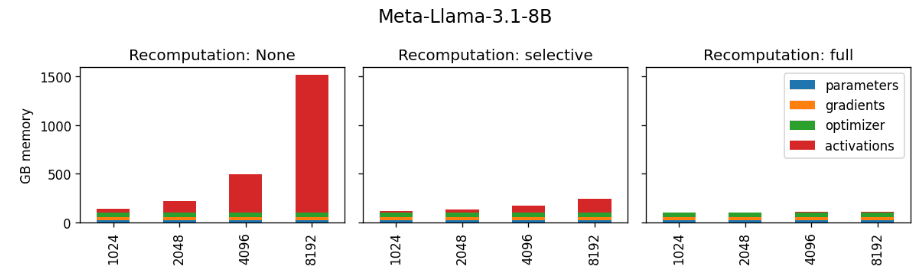 Meta-Llama-3.1-8B
Recomputation: None
Recomputation: selective
Recomputation: full
GB memory
1500
1000
500
0
parameters
gradients
optimizer
activations
1024
2048
4096
8192
1024
2048
4096
8192
1024
2048
4096
8192